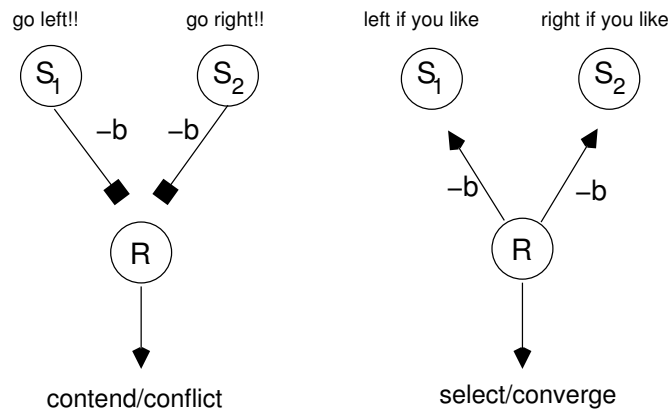 go left!! go right!! left if you like right if you like
S1 S2 S1 S2
–b –b
–b –b
R R
contend/conflict select/converge